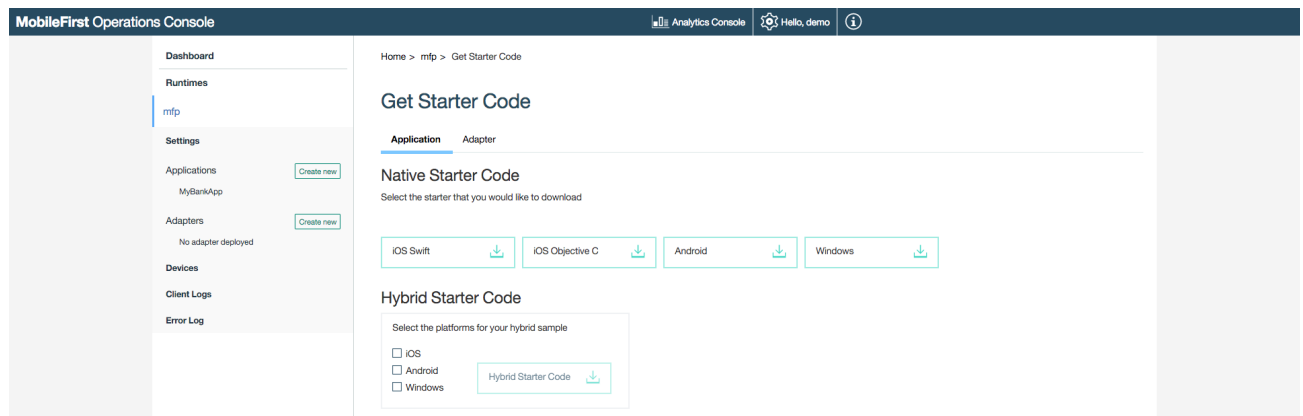 MobileFirst Operations Console
Analytics Console
Hello, demo
Dashboard
Runtimes
mfp
Settings
Applications
Create new
MyBankApp
Adapters
Create new
No adapter deployed
Devices
Client Logs
Error Log
Home > mfp > Get Starter Code
Get Starter Code
Application Adapter
Native Starter Code
Select the starter that you would like to download
iOS Swift iOS Objective C Android Windows
Hybrid Starter Code
Select the platforms for your hybrid sample
iOS
Android
Windows
Hybrid Starter Code